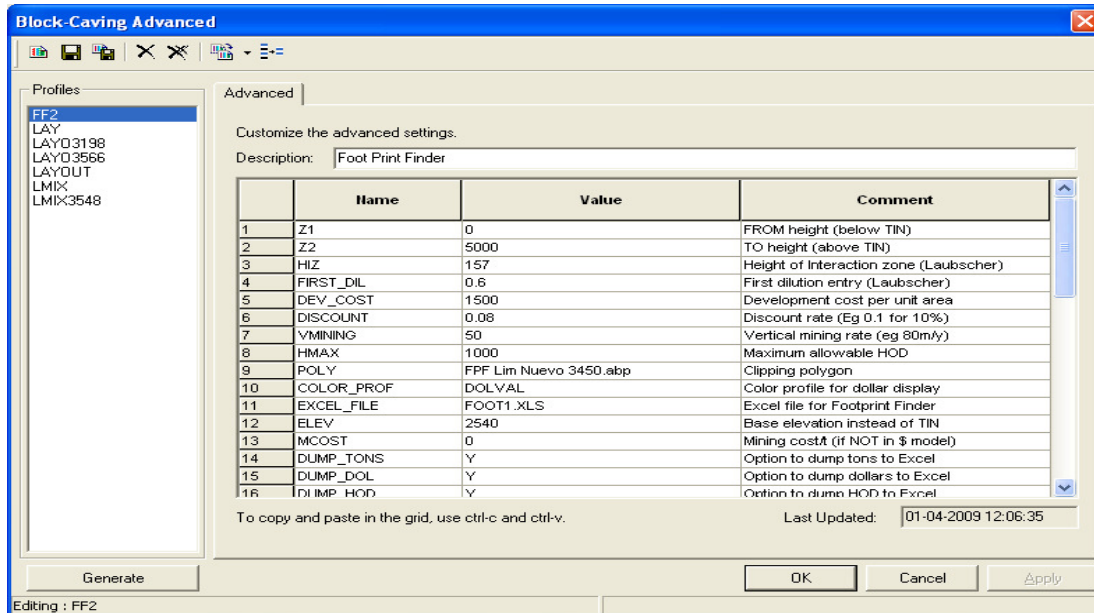 Block-Caving Advanced
Profiles
FF2
LAY
LAYO3198
LAYO3566
LAYOUT
LMIX
LMIX3548
Advanced
Customize the advanced settings.
Description: Foot Print Finder
Name Value Comment
1 Z1 0 FROM height (below TIN)
2 Z2 5000 TO height (above TIN)
3 HIZ 157 Height of Interaction zone (Laubscher)
4 FIRST_DIL 0.6 First dilution entry (Laubscher)
5 DEV_COST 1500 Development cost per unit area
6 DISCOUNT 0.08 Discount rate (Eg 0.1 for 10%)
7 VMINING 50 Vertical mining rate (eg 80m/y)
8 HMAX 1000 Maximum allowable HOD
9 POLY FPF Lim Nuevo 3450.abp Clipping polygon
10 COLOR_PROF DOLVAL Color profile for dollar display
11 EXCEL_FILE FOOT1.XLS Excel file for Footprint Finder
12 ELEV 2540 Base elevation instead of TIN
13 MCOST 0 Mining cost/t (if NOT in $ model)
14 DUMP_TONS Y Option to dump tons to Excel
15 DUMP_DOL Y Option to dump dollars to Excel
16 DUMP_HOD Y Option to dump HOD to Excel
To copy and paste in the grid, use ctrl-c and ctrl-v. Last Updated: 01-04-2009 12:06:35
Generate OK Cancel Apply
Editing : FF2